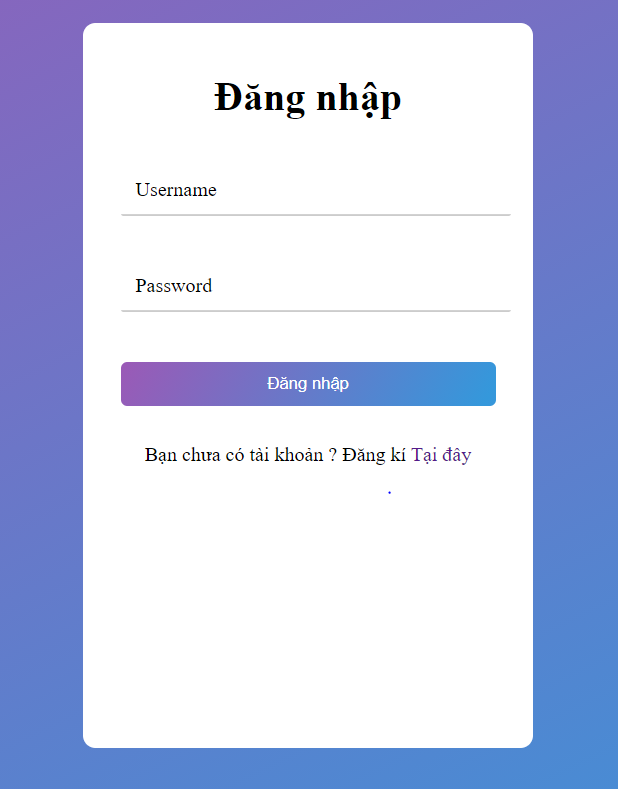 Đăng nhập
Username
Password
Đăng nhập
Bạn chưa có tài khoản ? Đăng kí Tại đây
.